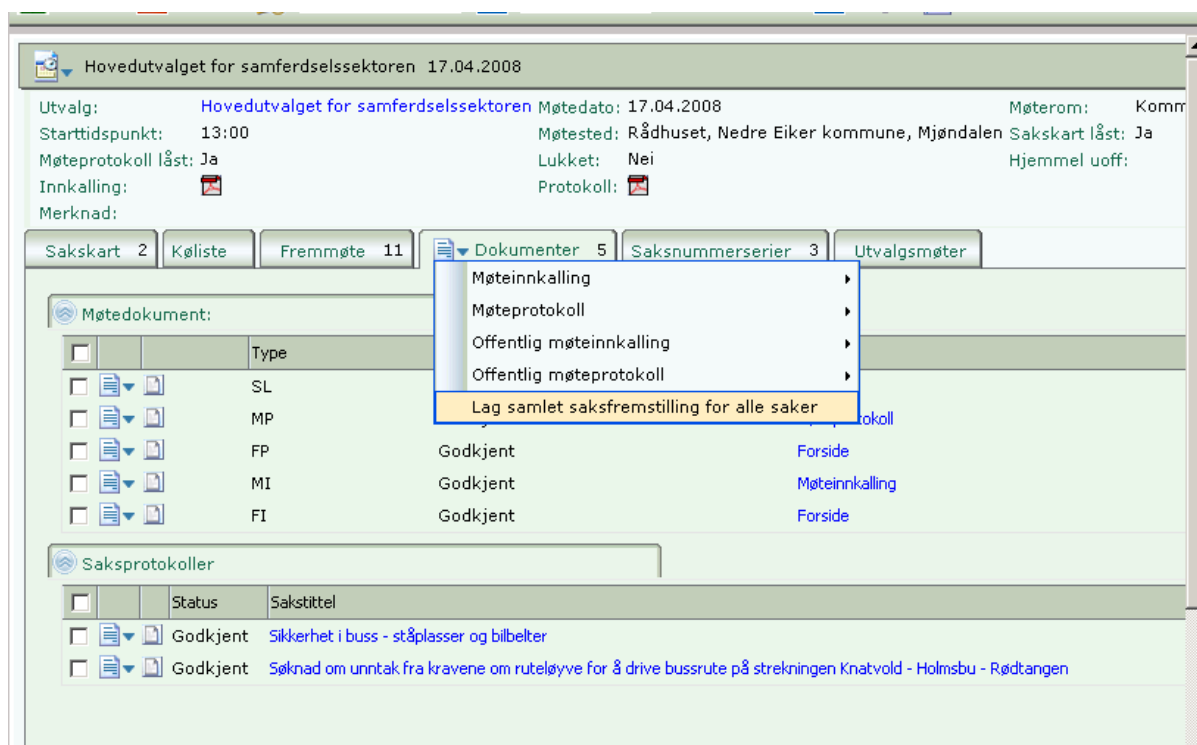 Hovedutvalget for samferdselssektoren 17.04.2008
Utvalg: Hovedutvalget for samferdselssektoren Møtedato: 17.04.2008 Møterom: Komm
Starttidspunkt: 13:00 Møtested: Rådhuset, Nedre Eiker kommune, Mjøndalen Sakskart låst: Ja
Møteprotokoll låst: Ja Lukket: Nei Hjemmel uoff:
Innkalling: Protokoll:
Merknad:
Sakskart 2 Køliste Fremmøte 11 Dokumenter 5 Saksnummerserier 3 Utvalgsmøter
Møteinnkalling
Møteprotokoll
Offentlig møteinnkalling
Offentlig møteprotokoll
Lag samlet saksfremstilling for alle saker
Møtedokument:
Type
SL
MP
FP Godkjent Forside
MI Godkjent Møteinnkalling
FI Godkjent Forside
Saksprotokoller
Status Sakstittel
Godkjent Sikkerhet i buss - ståplasser og bilbelter
Godkjent Søknad om unntak fra kravene om ruteløyve for å drive bussrute på strekningen Knatvold - Holmsbu - Rødtangen